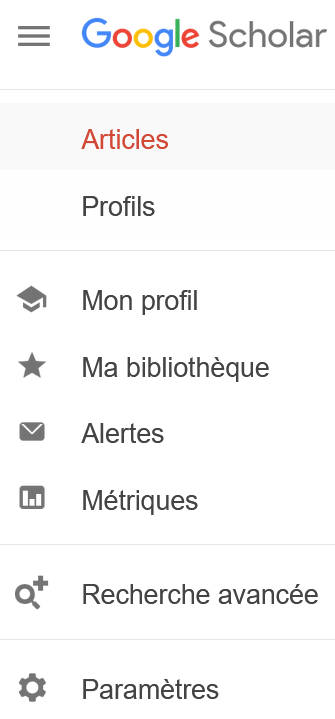 Google Scholar
Articles
Profils
Mon profil
Ma bibliothèque
Alertes
Métriques
Recherche avancée
Paramètres